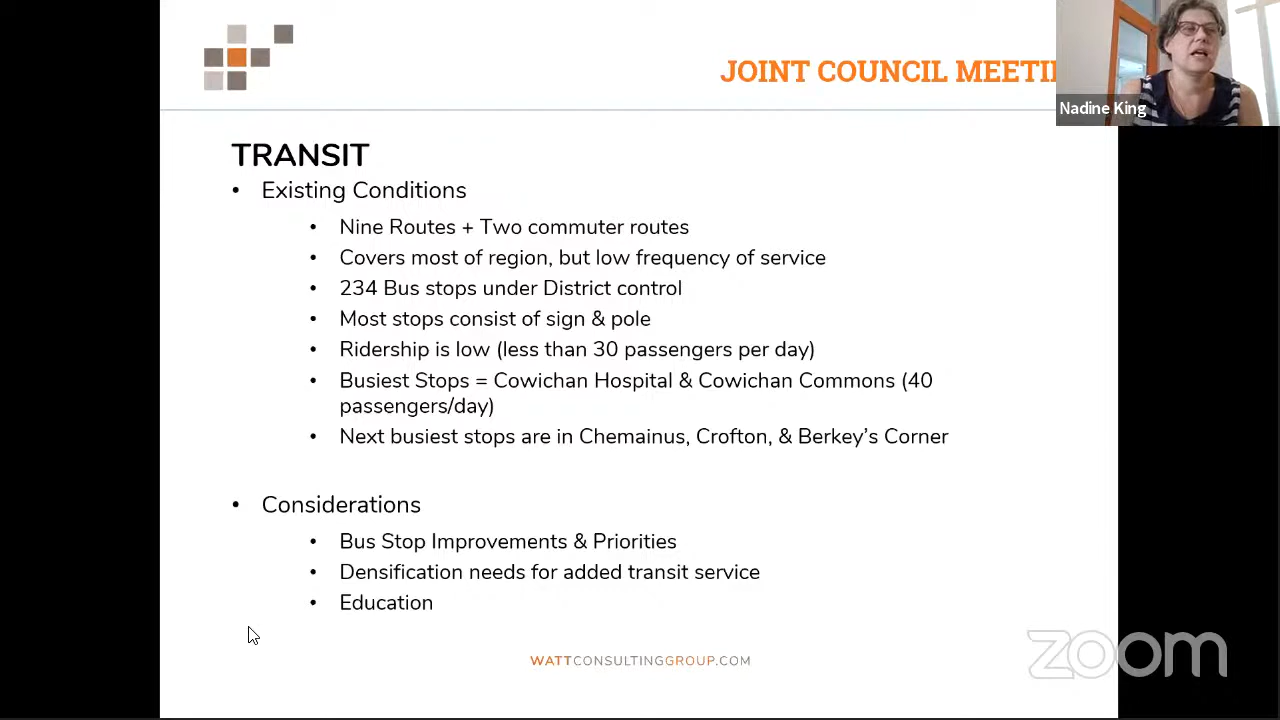 JOINT COUNCIL MEETI
Nadine King
TRANSIT
• Existing Conditions
• Nine Routes + Two commuter routes
• Covers most of region, but low frequency of service
• 234 Bus stops under District control
• Most stops consist of sign & pole
• Ridership is low (less than 30 passengers per day)
• Busiest Stops = Cowichan Hospital & Cowichan Commons (40
passengers/day)
• Next busiest stops are in Chemainus, Crofton, & Berkey's Corner
• Considerations
• Bus Stop Improvements & Priorities
• Densification needs for added transit service
• Education
WATTCONSULTINGGROUP.COM
zoom